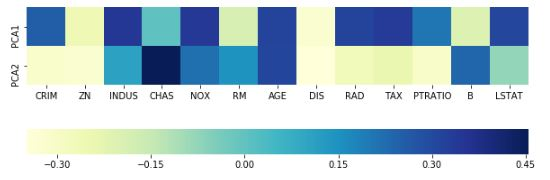 PCA1
PCA2
CRIM ZN INDUS CHAS NOX RM AGE DIS RAD TAX PTRATIO B LSTAT
−0.30 −0.15 0.00 0.15 0.30 0.45